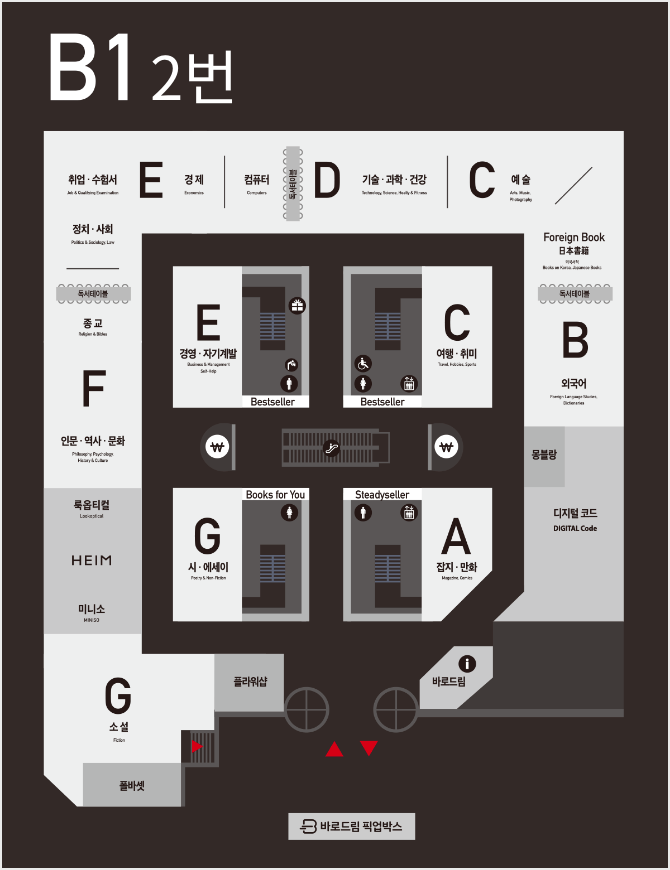 B1 2번
취업 · 수험서
Job & Qualifying Examination
E
경 제
Economics
컴퓨터
Computers
독서테이블
D
기술 · 과학 · 건강
Technology, Science, Health & Fitness
C
예 술
Arts, Music,
Photography
정치 · 사회
Politics & Sociology, Law
Foreign Book
日本書籍
Books on Korea, Japanese Books
독서테이블
독서테이블
종 교
Religion & Bibles
E
경영 · 자기계발
Business & Management
Self-Help
Bestseller
C
여행 · 취미
Travel, Hobbies, Sports
Bestseller
B
외국어
Foreign Language Studies,
Dictionaries
F
인문 · 역사 · 문화
Philosophy Psychology
History & Culture
₩
₩
몽블랑
룩옵티컬
Lookoptical
Books for You
Steadyseller
디지털 코드
DIGITAL Code
G
시 · 에세이
Poetry & Non-Fiction
A
잡지 · 만화
Magazine, Comics
HEIM
미니소
MINISO
G
소 설
Fiction
플라워샵
i
바로드림
폴바셋
바로드림 픽업박스